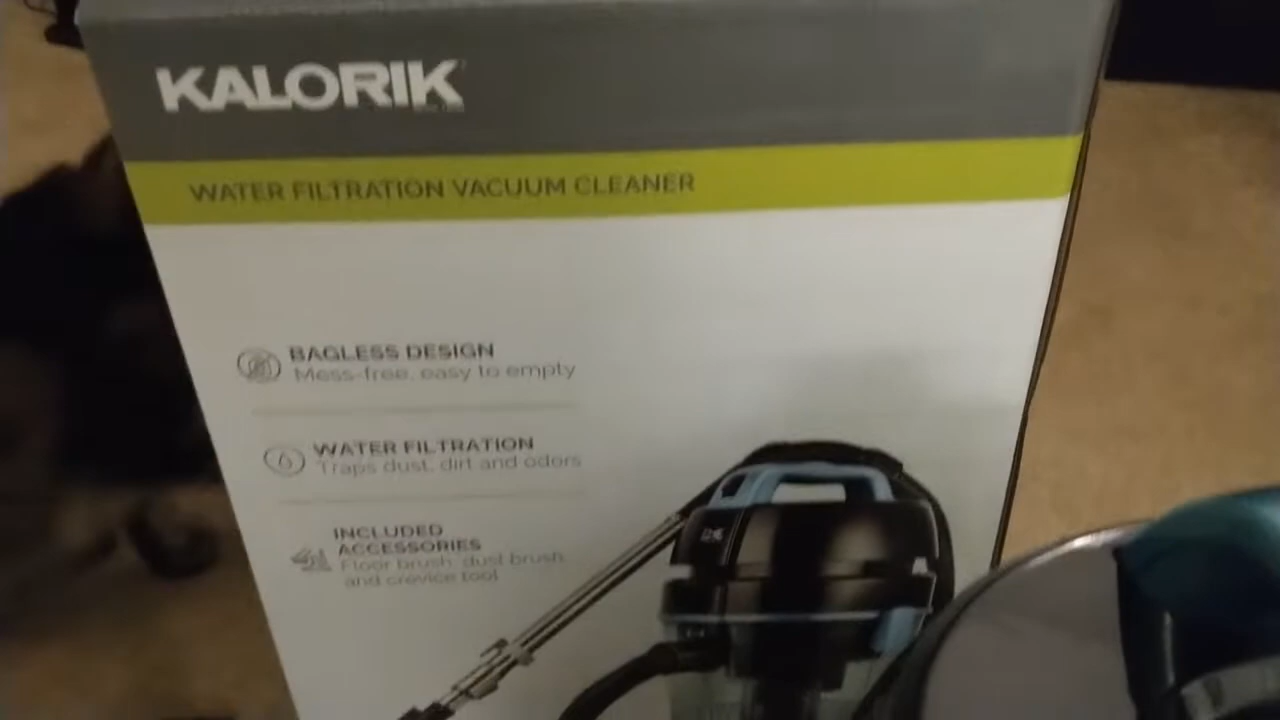 KALORIK
WATER FILTRATION VACUUM CLEANER
BAGLESS DESIGN
Mess-free, easy to empty
WATER FILTRATION
Traps dust, dirt and odors
INCLUDED
ACCESSORIES
Floor brush, dust brush
and crevice tool